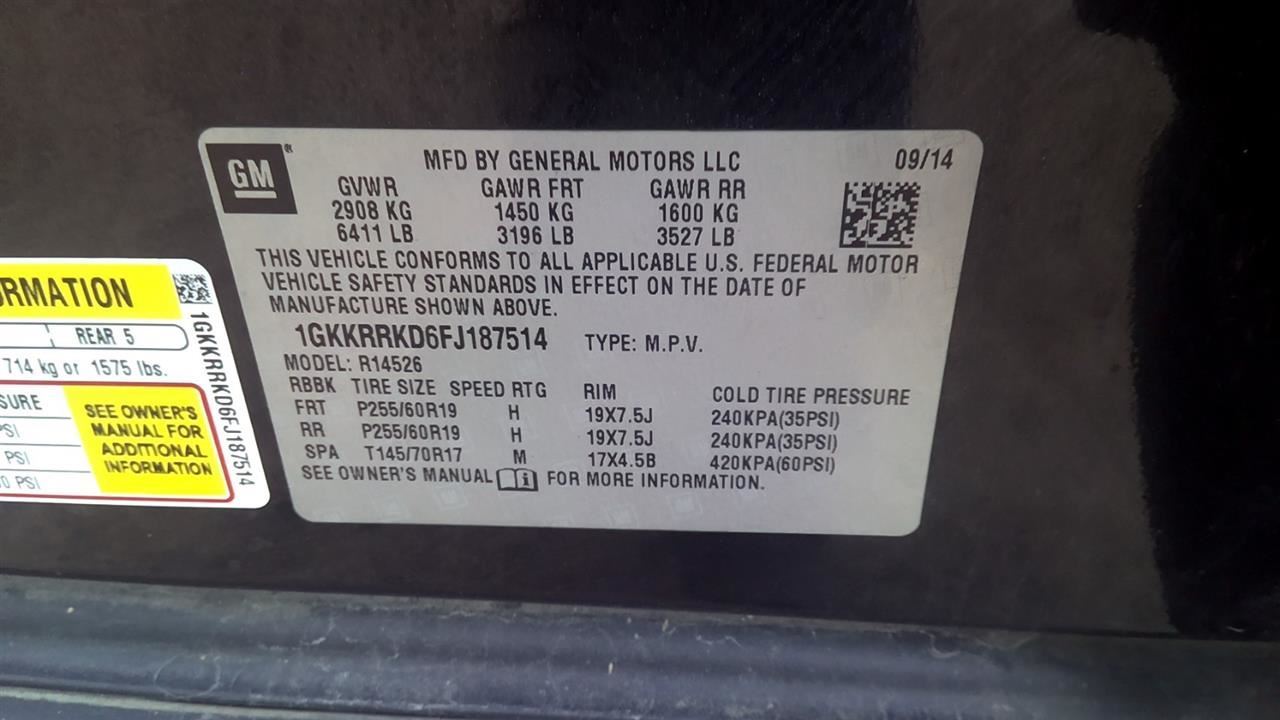 GM
MFD BY GENERAL MOTORS LLC 09/14
GVWR GAWR FRT GAWR RR
2908 KG 1450 KG 1600 KG
6411 LB 3196 LB 3527 LB
THIS VEHICLE CONFORMS TO ALL APPLICABLE U.S. FEDERAL MOTOR
VEHICLE SAFETY STANDARDS IN EFFECT ON THE DATE OF
MANUFACTURE SHOWN ABOVE.
1GKKRRKD6FJ187514 TYPE: M.P.V.
MODEL: R14526
RBBK TIRE SIZE SPEED RTG RIM COLD TIRE PRESSURE
FRT P255/60R19 H 19X7.5J 240KPA(35PSI)
RR P255/60R19 H 19X7.5J 240KPA(35PSI)
SPA T145/70R17 M 17X4.5B 420KPA(60PSI)
SEE OWNER'S MANUAL FOR MORE INFORMATION.
RMATION
REAR 5
714 kg or 1575 lbs.
SURE
PSI
PSI
0 PSI
SEE OWNER'S
MANUAL FOR
ADDITIONAL
INFORMATION
1GKKRRKD6FJ187514